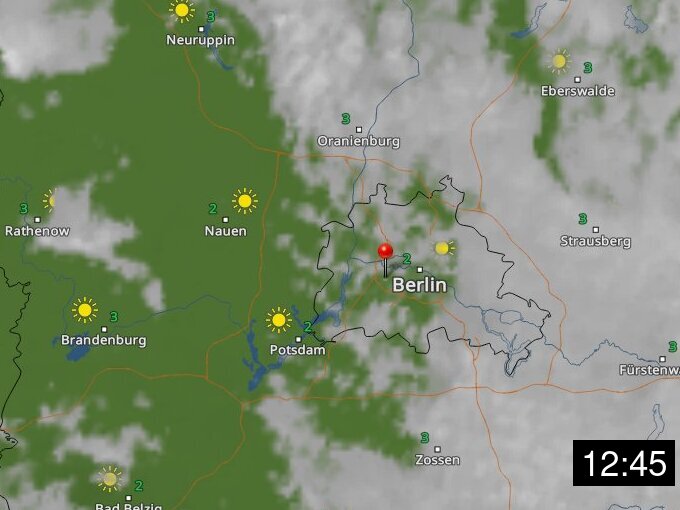 3
Neuruppin
3
Eberswalde
3
Oranienburg
3
Rathenow
2
Nauen
3
Strausberg
2
Berlin
3
Brandenburg
2
Potsdam
3
3
Zossen
12:45
2
Bad Belzig